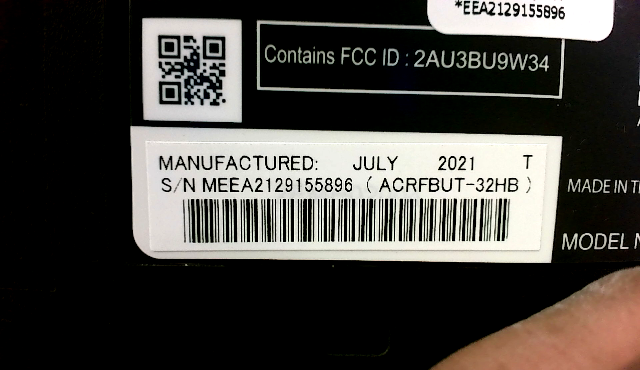 *EEA2129155896
Contains FCC ID : 2AU3BU9W34
MANUFACTURED: JULY 2021 T
S/N MEEA2129155896 ( ACRFBUT-32HB )
MADE IN
MODEL